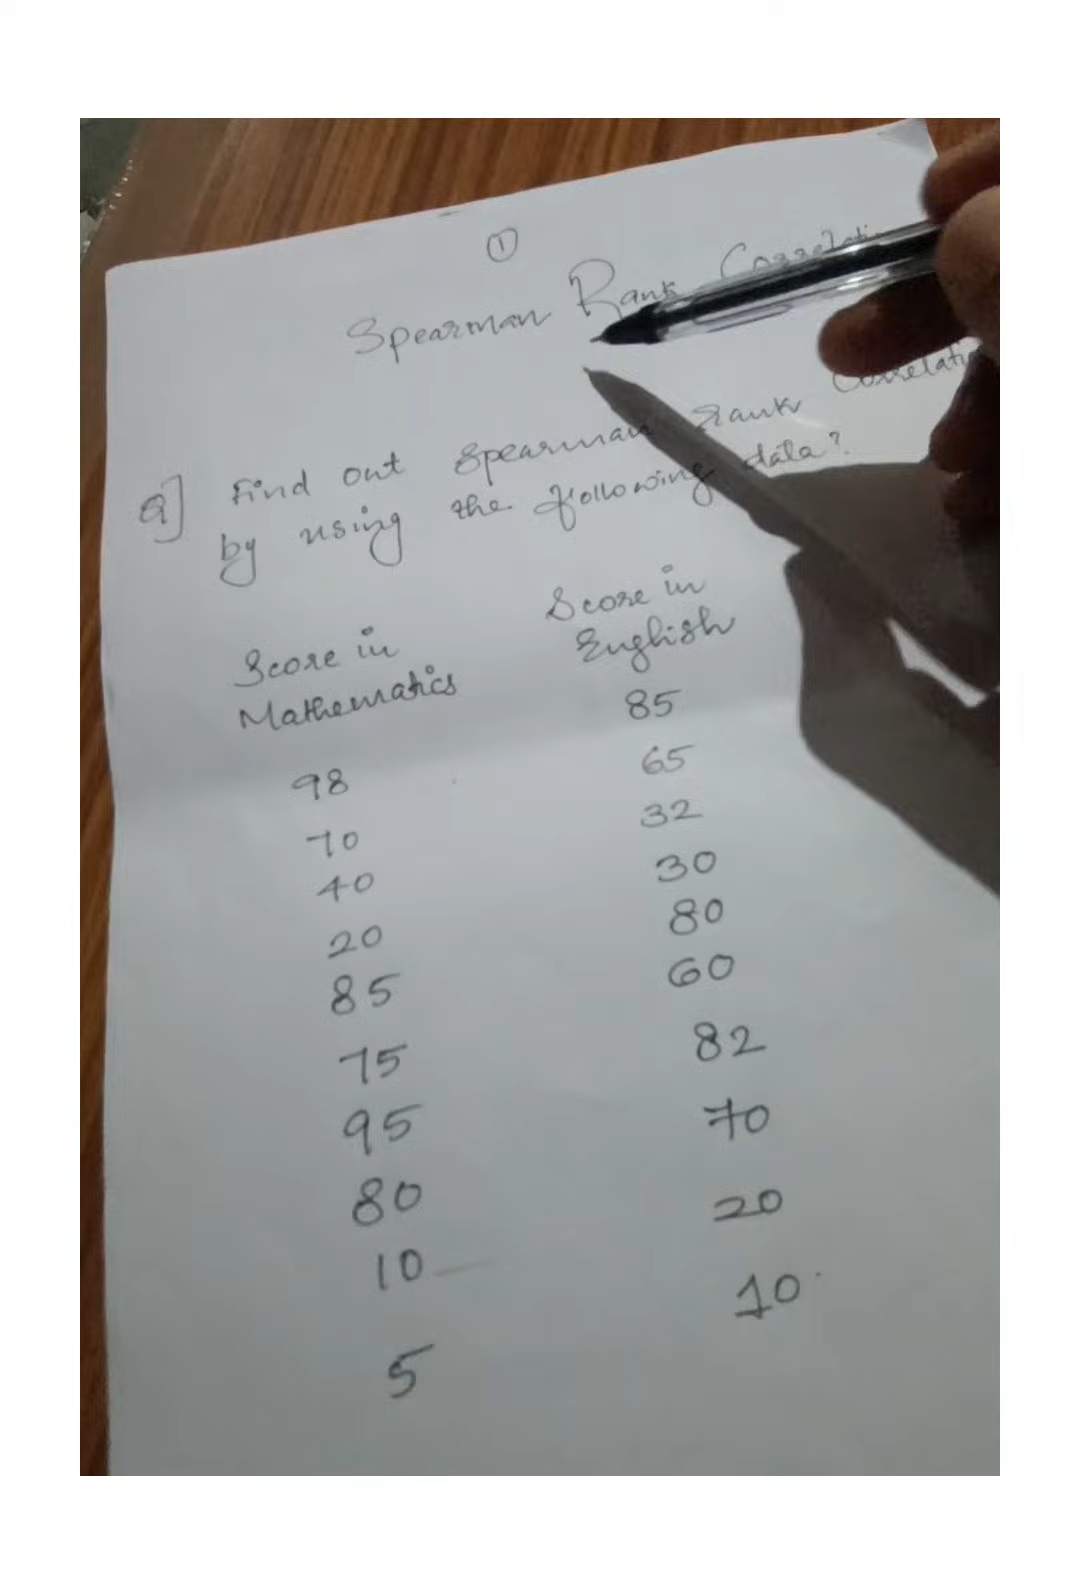 1
Spearman Rank Correlati
Q] Find out Spearman Rank Correlati
by using the following data?
Score in Mathematics Score in English
98 85
70 65
40 32
20 30
85 80
75 60
95 82
80 70
10 20
5 10